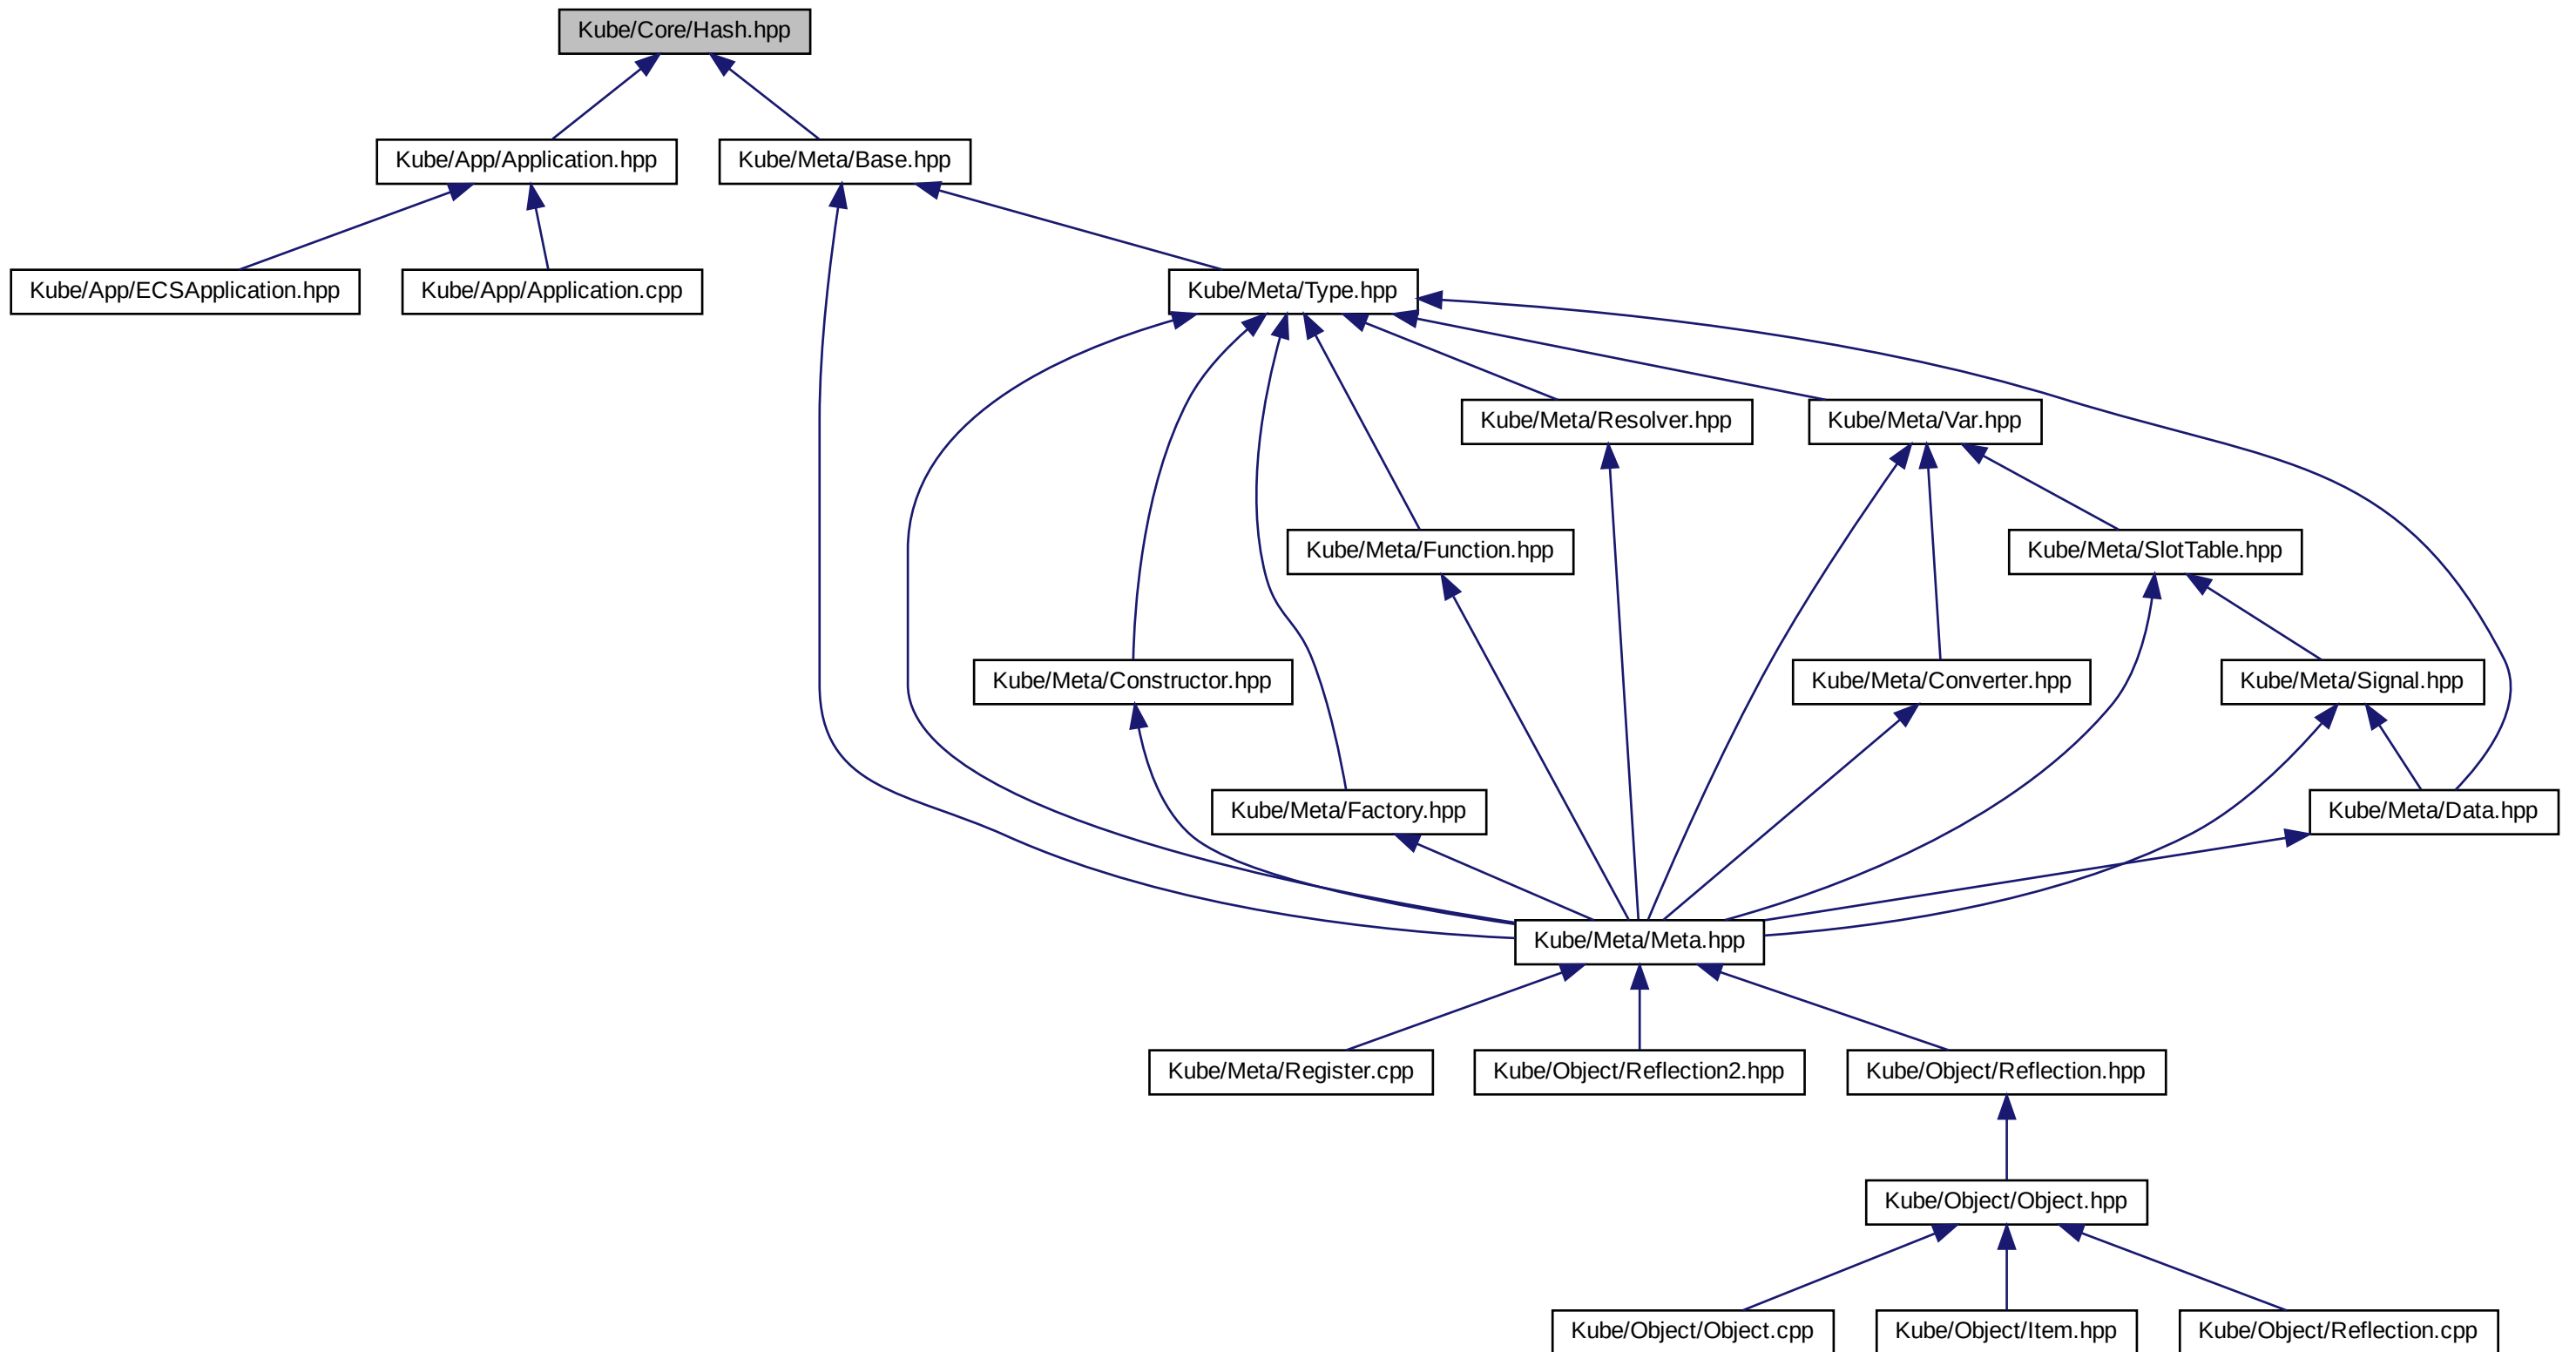 Kube/Core/Hash.hpp
Kube/App/Application.hpp
Kube/Meta/Base.hpp
Kube/App/ECSApplication.hpp
Kube/App/Application.cpp
Kube/Meta/Type.hpp
Kube/Meta/Resolver.hpp
Kube/Meta/Var.hpp
Kube/Meta/Function.hpp
Kube/Meta/SlotTable.hpp
Kube/Meta/Constructor.hpp
Kube/Meta/Converter.hpp
Kube/Meta/Signal.hpp
Kube/Meta/Factory.hpp
Kube/Meta/Data.hpp
Kube/Meta/Meta.hpp
Kube/Meta/Register.cpp
Kube/Object/Reflection2.hpp
Kube/Object/Reflection.hpp
Kube/Object/Object.hpp
Kube/Object/Object.cpp
Kube/Object/Item.hpp
Kube/Object/Reflection.cpp